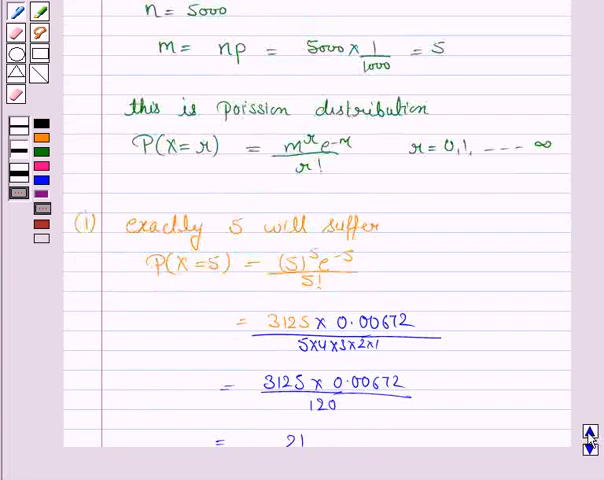 n = 5000
m = np = 5000 × 1/1000 = 5
this is poission distribution
P(X = r) = m^r e^-m / r!    r = 0,1, ---- ∞
(i) exactly 5 will suffer
P(X = 5) = (5)^5 e^-5 / 5!
= 3125 × 0.00672 / 5×4×3×2×1
= 3125 × 0.00672 / 120
= 21